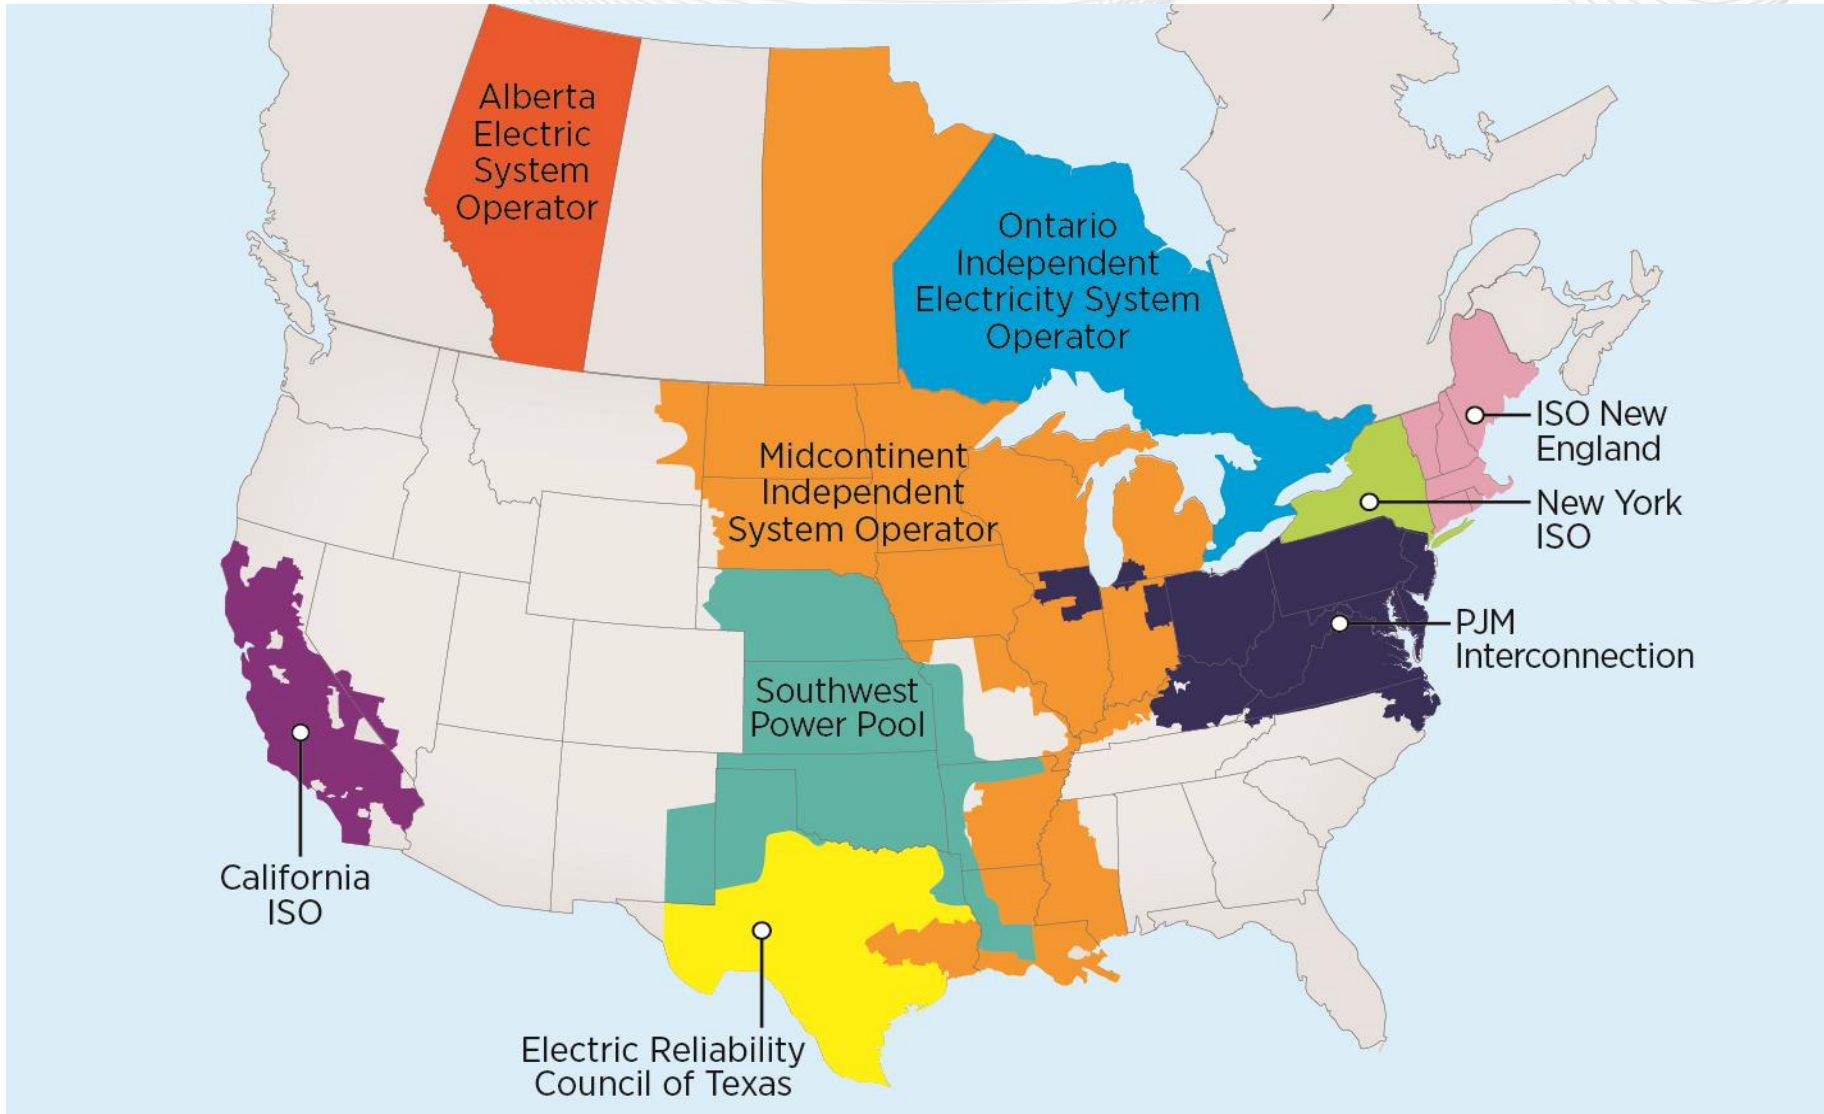 Alberta
Electric
System
Operator
Ontario
Independent
Electricity System
Operator
Midcontinent
Independent
System Operator
ISO New
England
New York
ISO
PJM
Interconnection
Southwest
Power Pool
California
ISO
Electric Reliability
Council of Texas